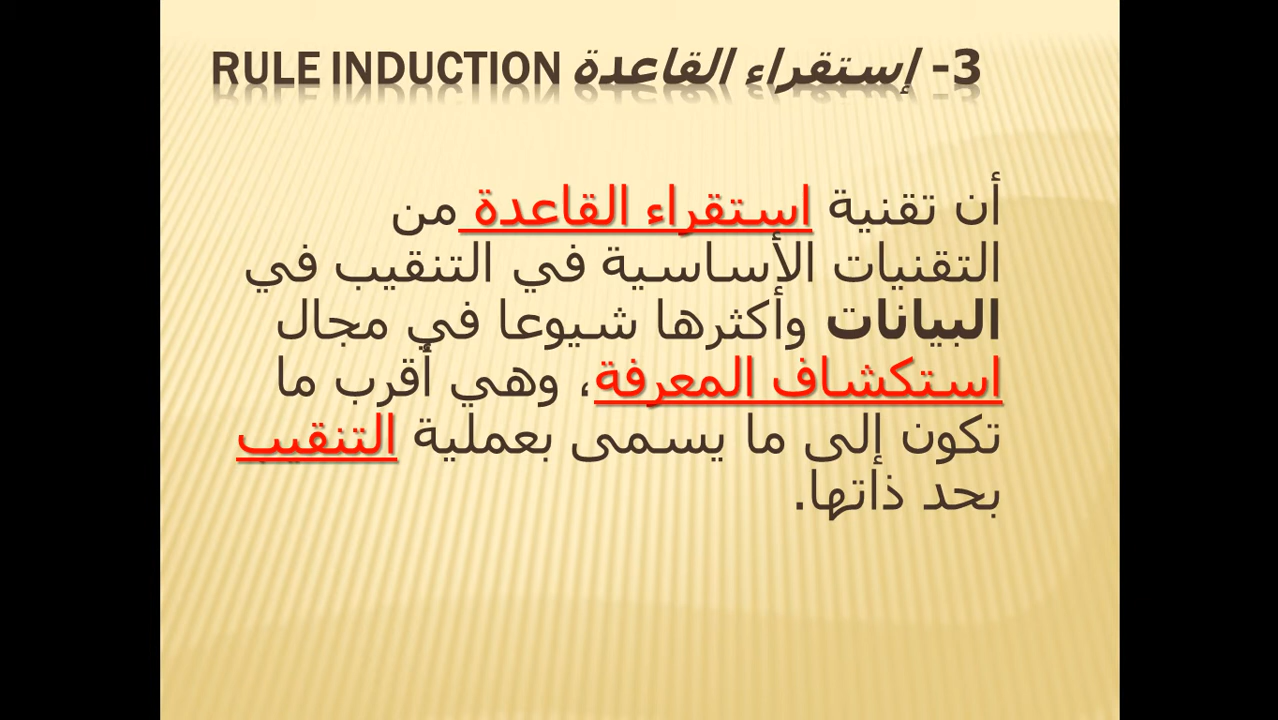 3- إستقراء القاعدة RULE INDUCTION
أن تقنية استقراء القاعدة من
التقنيات الأساسية في التنقيب في
البيانات وأكثرها شيوعا في مجال
استكشاف المعرفة، وهي أقرب ما
تكون إلى ما يسمى بعملية التنقيب
بحد ذاتها.